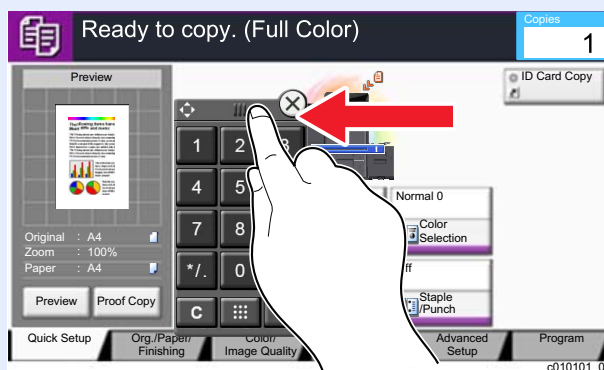 Ready to copy. (Full Color)
Copies
1
Preview
ID Card Copy
1
2
3
4
5
7
8
*/.
0
C
Original : A4
Zoom : 100%
Paper : A4
Preview
Proof Copy
Normal 0
Color
Selection
Staple
/Punch
Quick Setup
Org./Paper/
Finishing
Color/
Image Quality
Advanced
Setup
Program